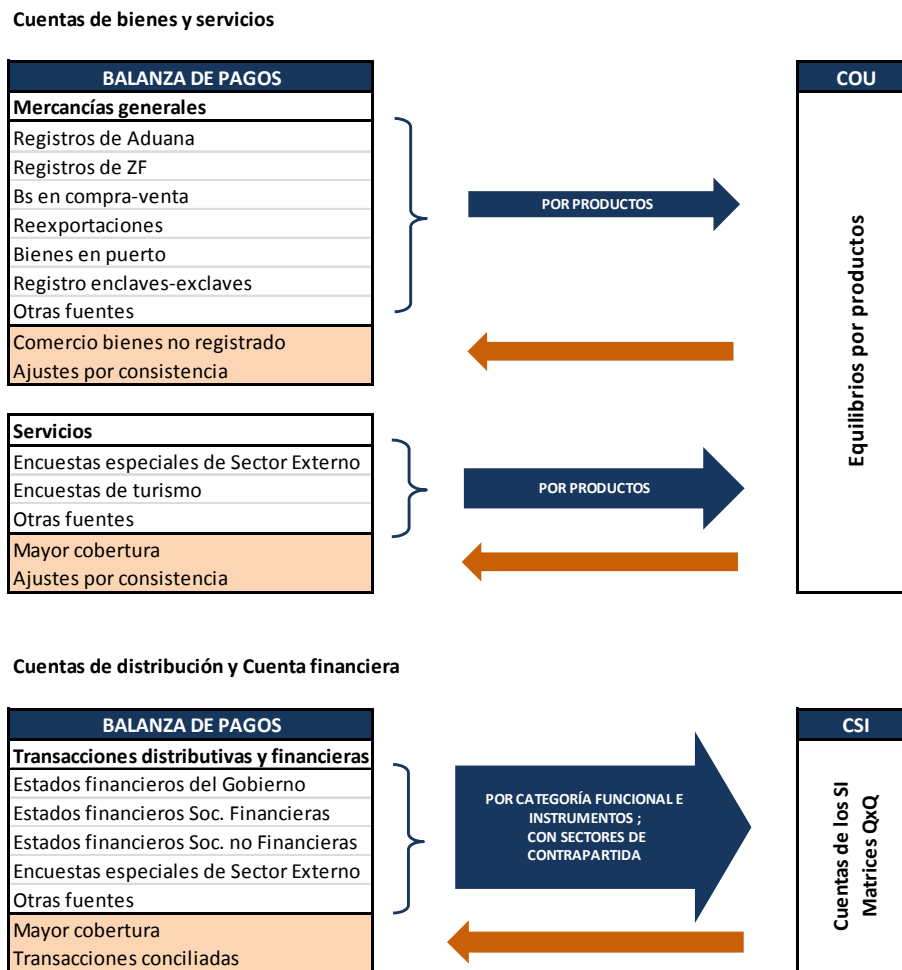 Cuentas de bienes y servicios
BALANZA DE PAGOS
Mercancías generales
Registros de Aduana
Registros de ZF
Bs en compra-venta
Reexportaciones
Bienes en puerto
Registro enclaves-exclaves
Otras fuentes
Comercio bienes no registrado
Ajustes por consistencia
POR PRODUCTOS
COU
Equilibrios por productos
Servicios
Encuestas especiales de Sector Externo
Encuestas de turismo
Otras fuentes
Mayor cobertura
Ajustes por consistencia
POR PRODUCTOS
Cuentas de distribución y Cuenta financiera
BALANZA DE PAGOS
Transacciones distributivas y financieras
Estados financieros del Gobierno
Estados financieros Soc. Financieras
Estados financieros Soc. no Financieras
Encuestas especiales de Sector Externo
Otras fuentes
Mayor cobertura
Transacciones conciliadas
POR CATEGORÍA FUNCIONAL E
INSTRUMENTOS ;
CON SECTORES DE
CONTRAPARTIDA
CSI
Cuentas de los SI
Matrices QxQ